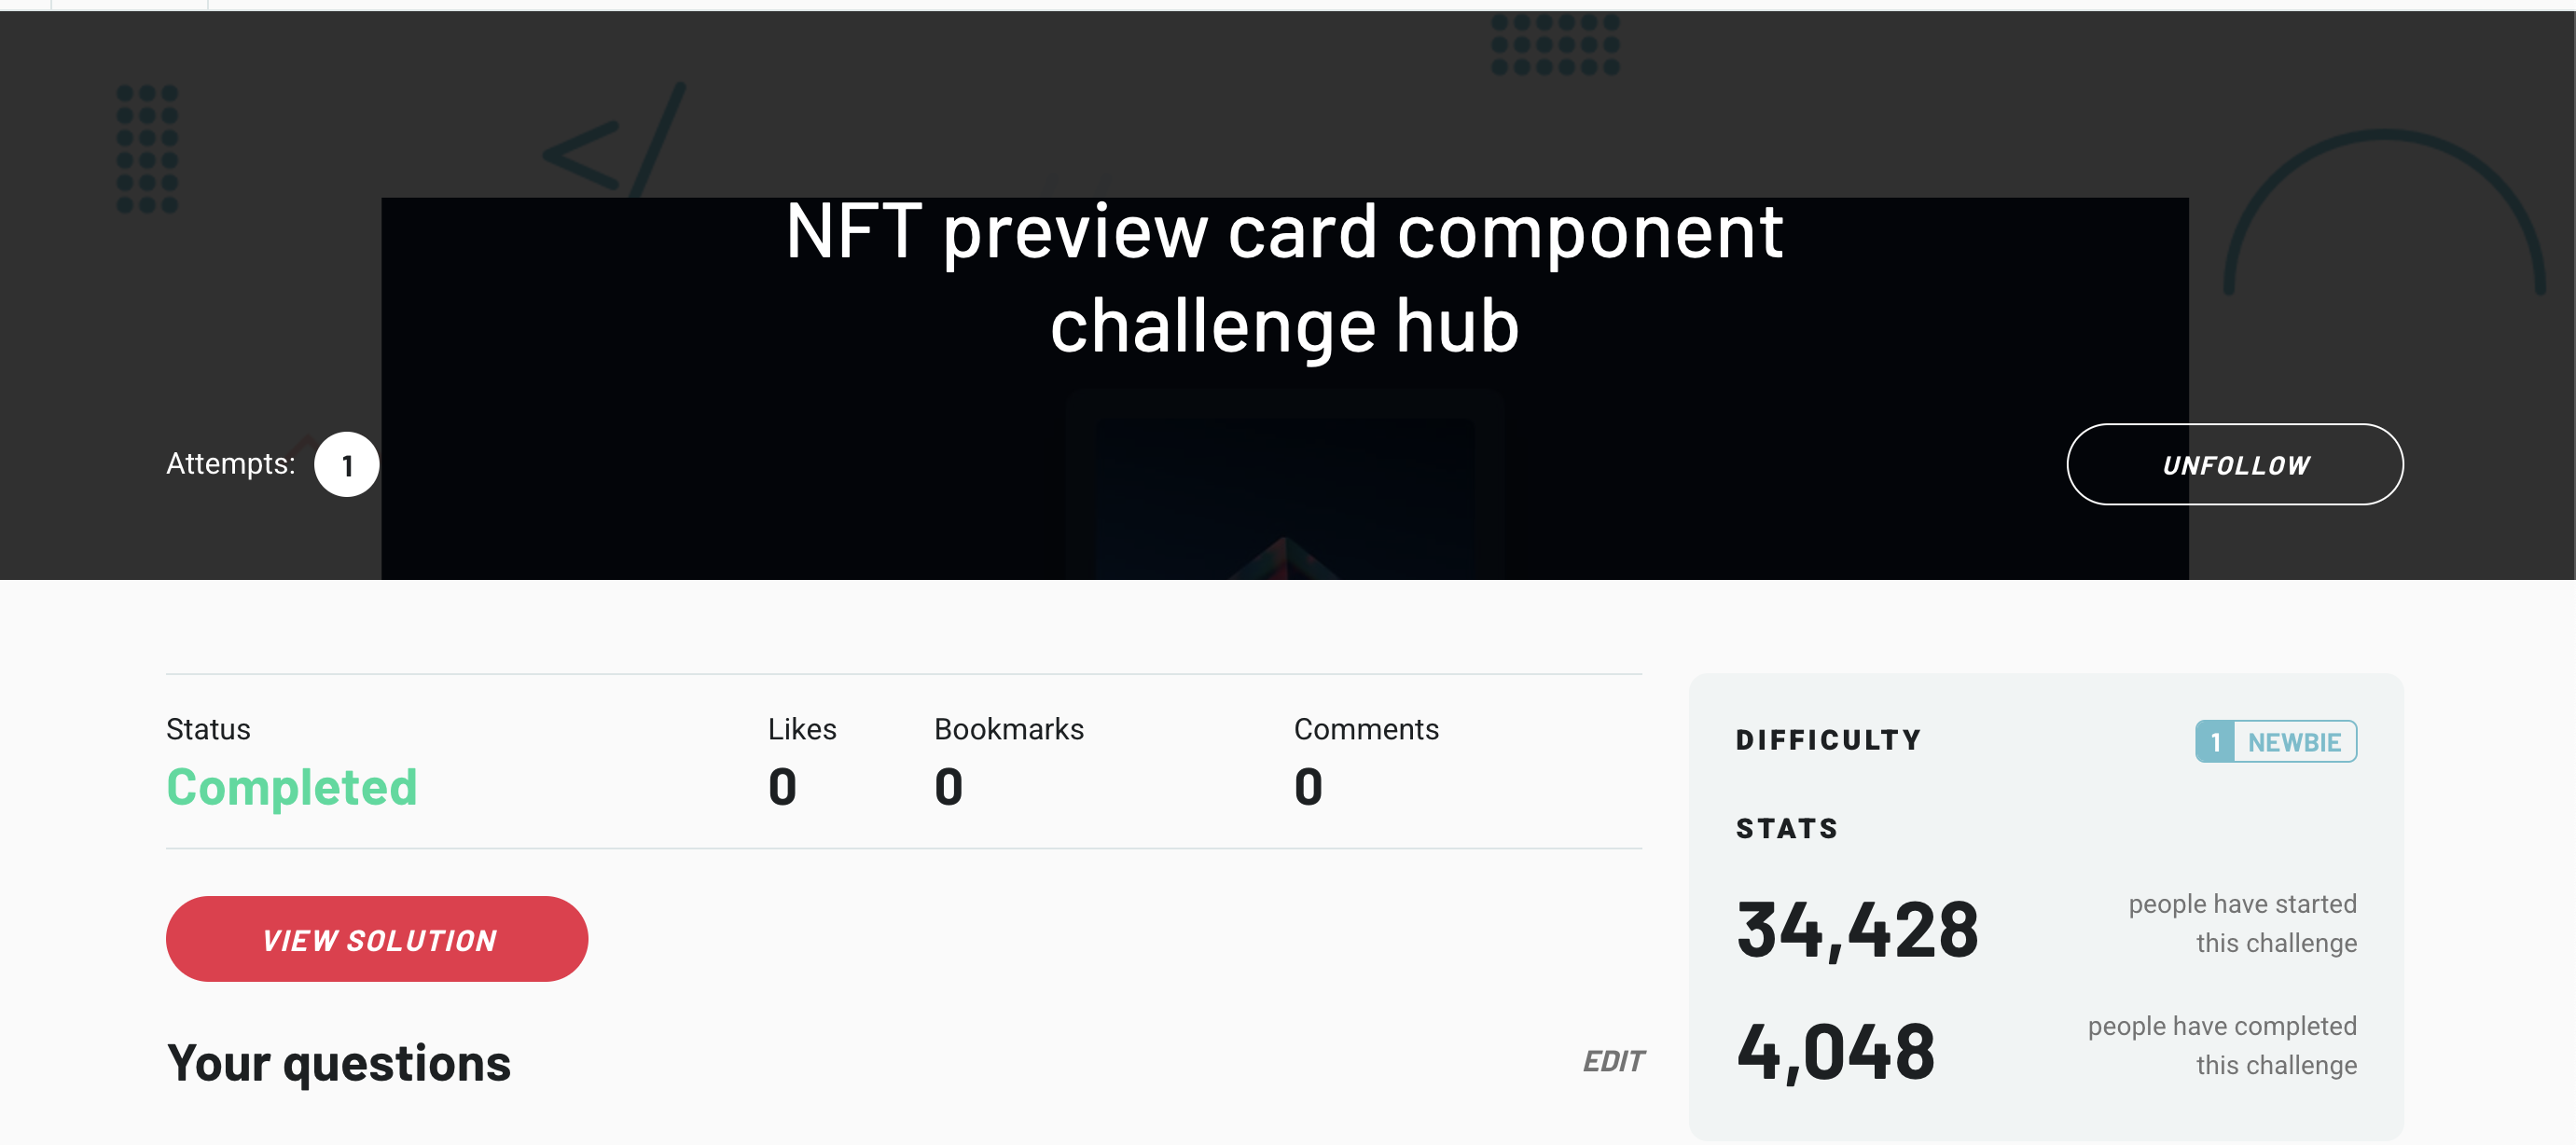 NFT preview card component
challenge hub
Attempts: 1
UNFOLLOW
Status
Completed
Likes
0
Bookmarks
0
Comments
0
VIEW SOLUTION
Your questions
EDIT
DIFFICULTY
1 NEWBIE
STATS
34,428
people have started
this challenge
4,048
people have completed
this challenge